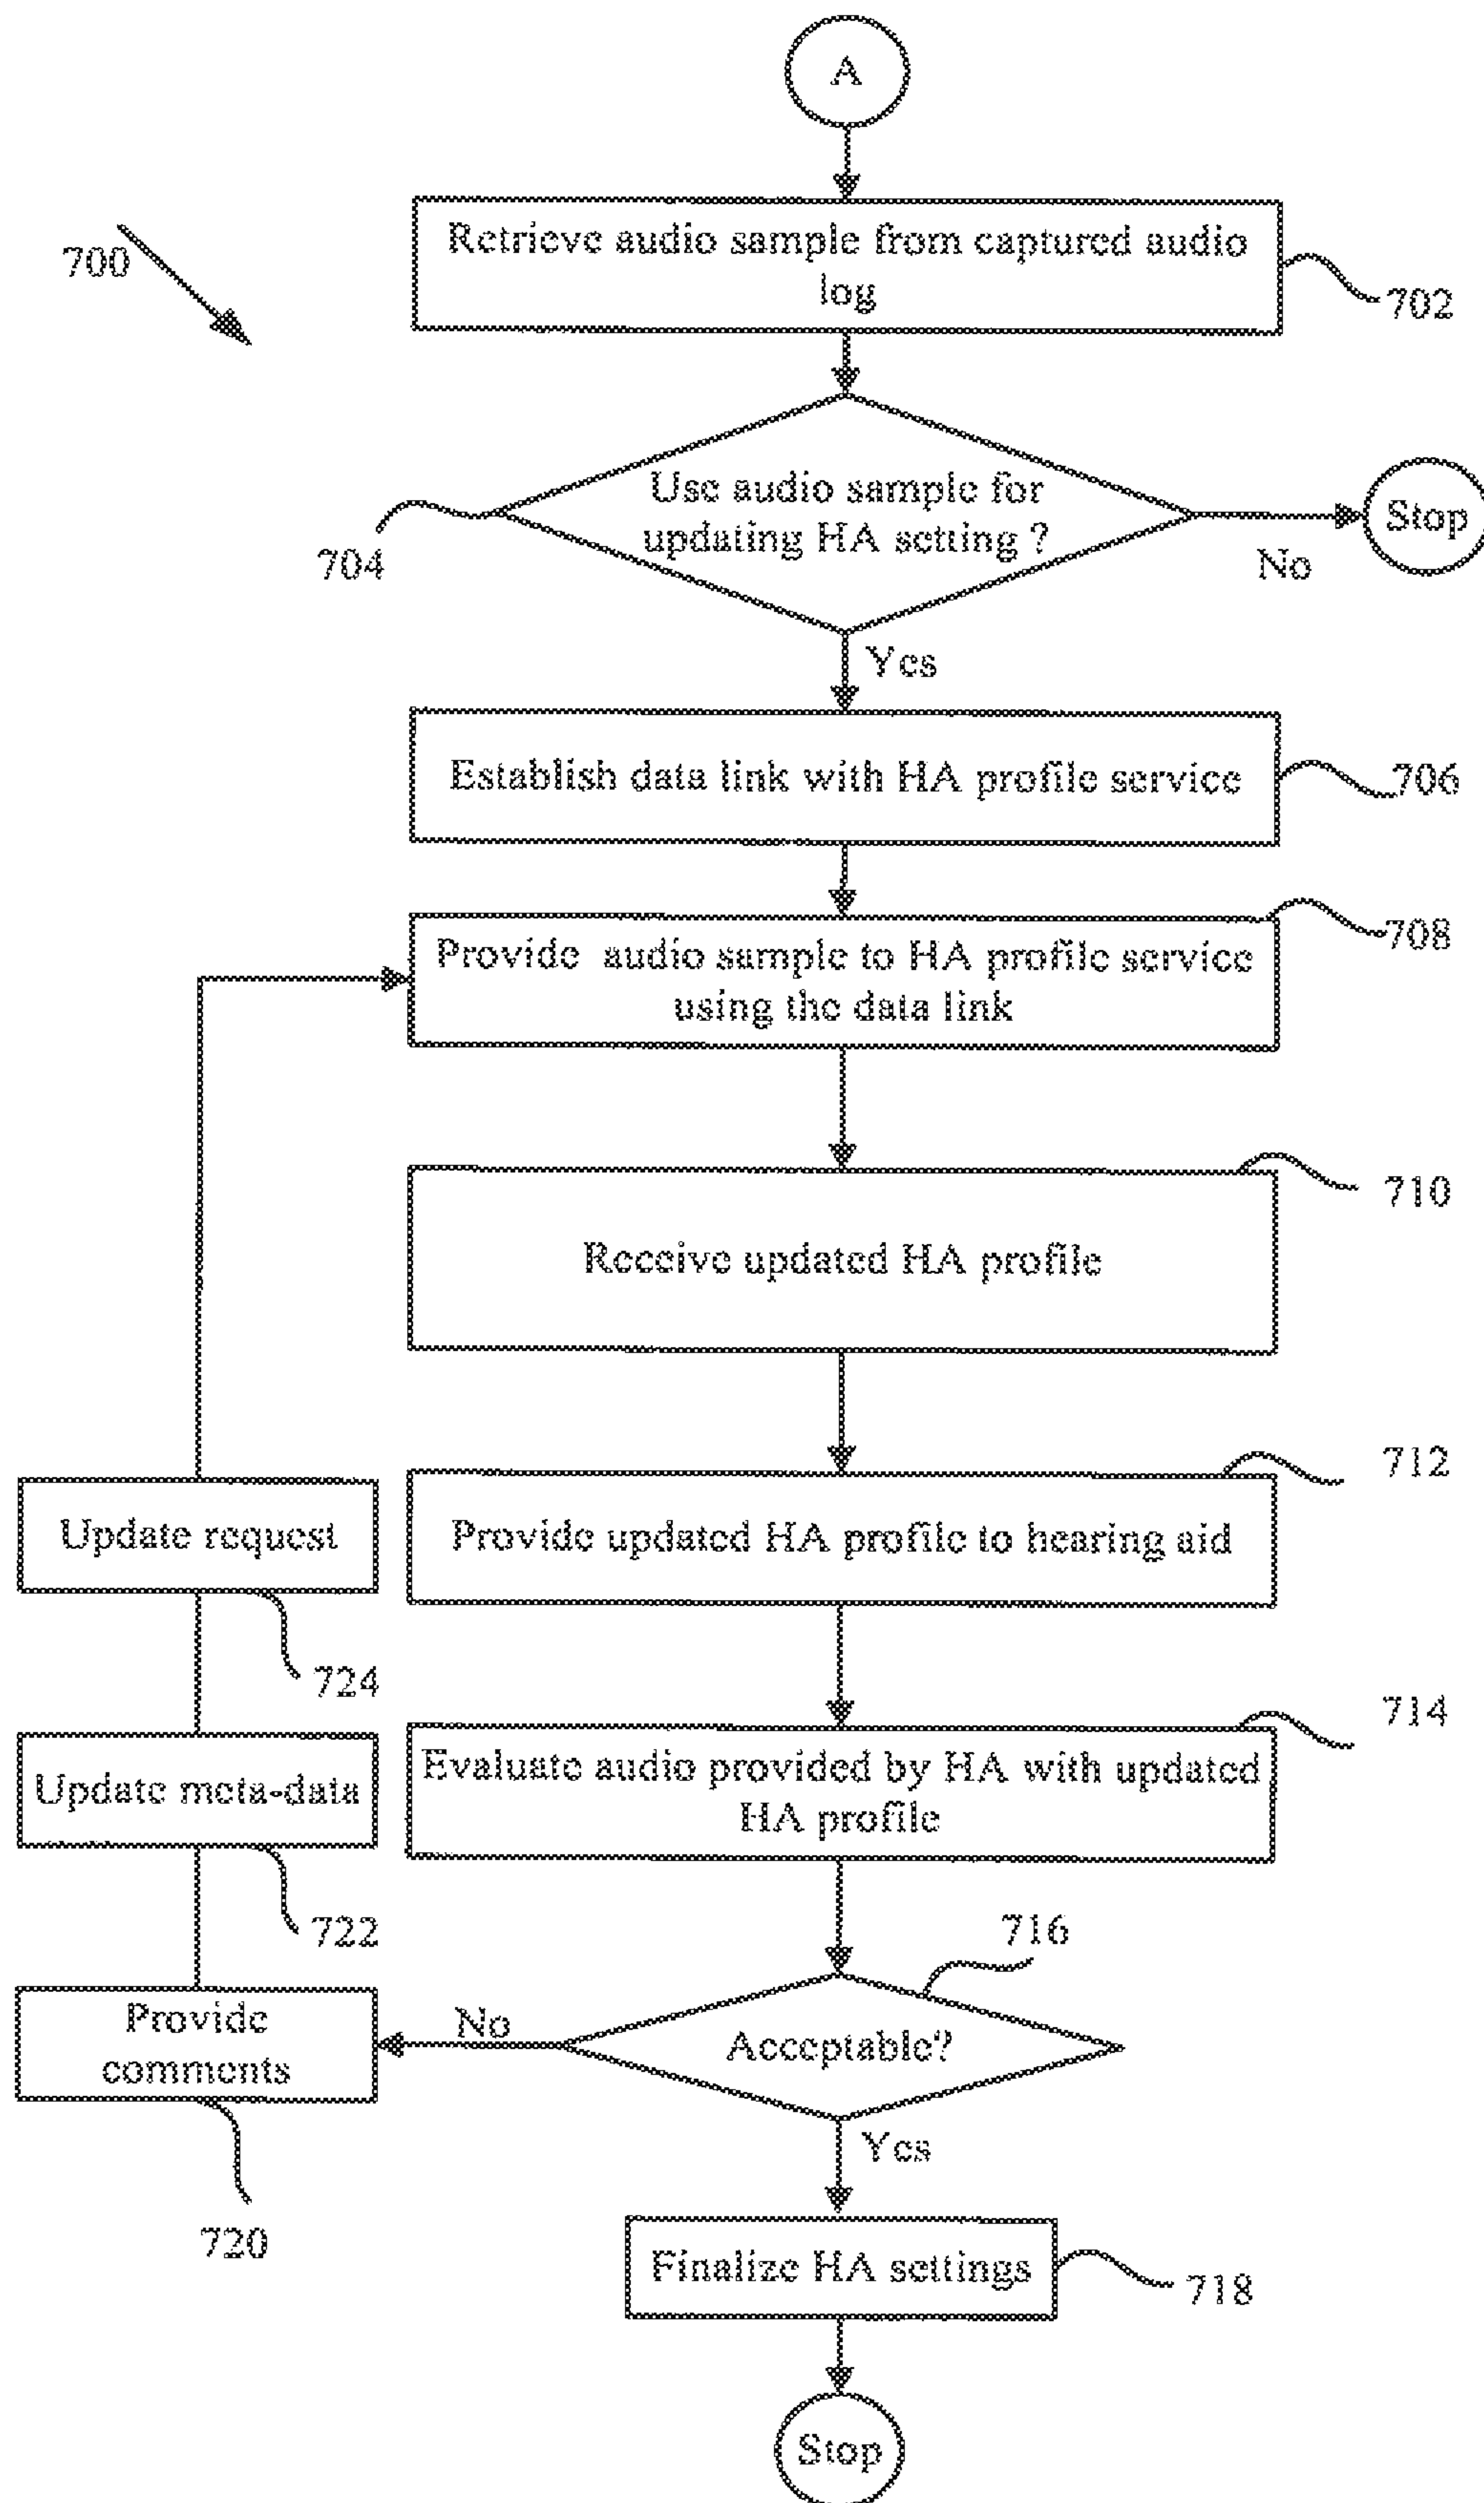 A
700
Retrieve audio sample from captured audio
log
702
Use audio sample for
updating HA setting ?
704
No
Stop
Yes
Establish data link with HA profile service
706
Provide audio sample to HA profile service
using the data link
708
Receive updated HA profile
710
Provide updated HA profile to hearing aid
712
Evaluate audio provided by HA with updated
HA profile
714
Acceptable?
716
No
Provide
comments
720
Update meta-data
722
Update request
724
Yes
Finalize HA settings
718
Stop